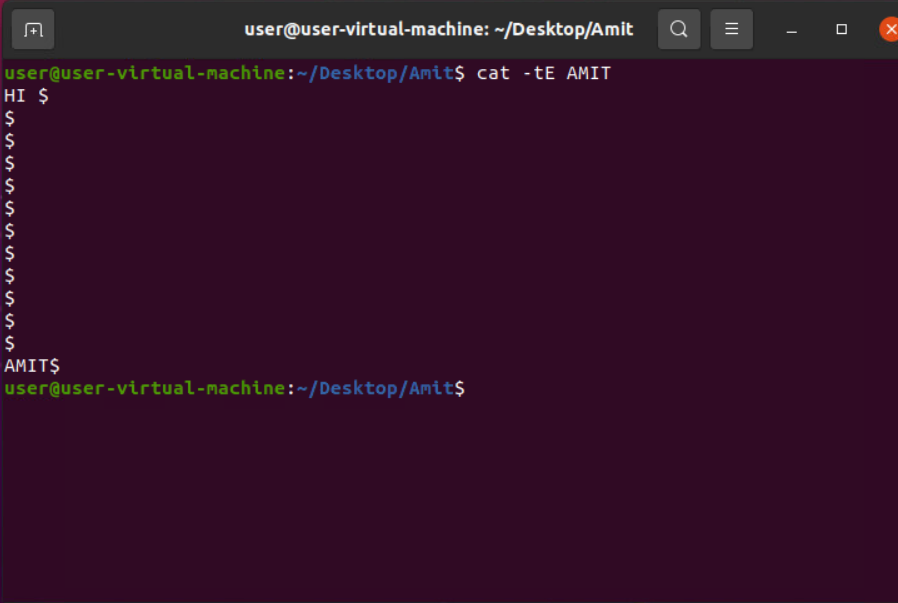 user@user-virtual-machine: ~/Desktop/Amit
user@user-virtual-machine:~/Desktop/Amit$ cat -tE AMIT
HI $
$
$
$
$
$
$
$
$
$
$
$
AMIT$
user@user-virtual-machine:~/Desktop/Amit$